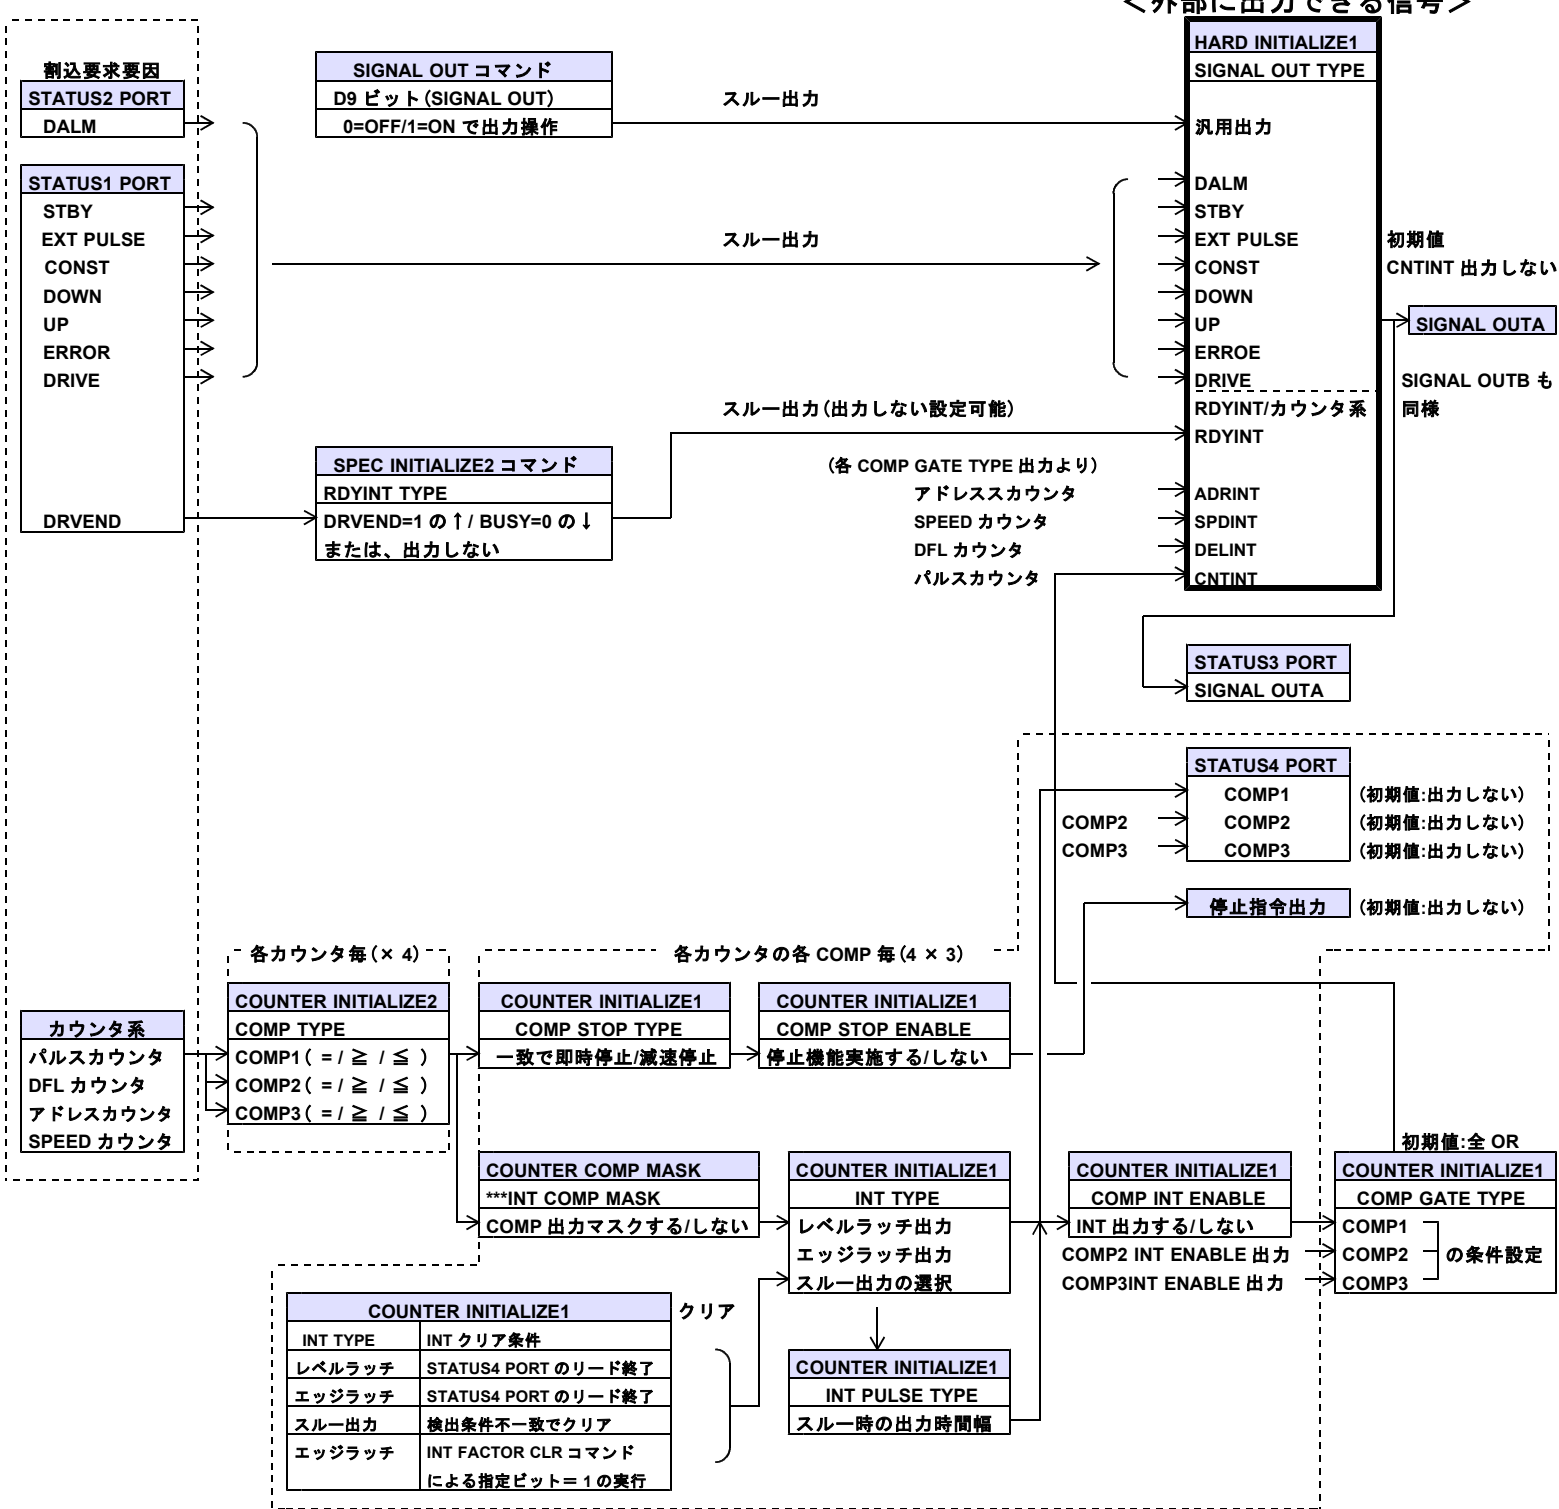 ＜外部に出力できる信号＞
割込要求要因
STATUS2 PORT
DALM
STATUS1 PORT
STBY
EXT PULSE
CONST
DOWN
UP
ERROR
DRIVE
DRVEND
SIGNAL OUT コマンド
D9 ビット(SIGNAL OUT)
0=OFF/1=ON で出力操作
スルー出力
スルー出力
スルー出力(出力しない設定可能)
SPEC INITIALIZE2 コマンド
RDYINT TYPE
DRVEND=1 の↑/ BUSY=0 の↓
または、出力しない
(各 COMP GATE TYPE 出力より)
アドレススカウンタ
SPEED カウンタ
DFL カウンタ
パルスカウンタ
HARD INITIALIZE1
SIGNAL OUT TYPE
汎用出力
DALM
STBY
EXT PULSE
CONST
DOWN
UP
ERROE
DRIVE
RDYINT/カウンタ系
RDYINT
ADRINT
SPDINT
DELINT
CNTINT
初期値
CNTINT 出力しない
SIGNAL OUTA
SIGNAL OUTB も
同様
STATUS3 PORT
SIGNAL OUTA
STATUS4 PORT
COMP1 (初期値:出力しない)
COMP2 COMP2 (初期値:出力しない)
COMP3 COMP3 (初期値:出力しない)
停止指令出力 (初期値:出力しない)
各カウンタ毎(× 4)
各カウンタの各 COMP 毎(4 × 3)
カウンタ系
パルスカウンタ
DFL カウンタ
アドレスカウンタ
SPEED カウンタ
COUNTER INITIALIZE2
COMP TYPE
COMP1( = / ≧ / ≦ )
COMP2( = / ≧ / ≦ )
COMP3( = / ≧ / ≦ )
COUNTER INITIALIZE1
COMP STOP TYPE
一致で即時停止/減速停止
COUNTER INITIALIZE1
COMP STOP ENABLE
停止機能実施する/しない
COUNTER COMP MASK
***INT COMP MASK
COMP 出力マスクする/しない
COUNTER INITIALIZE1
INT TYPE
レベルラッチ出力
エッジラッチ出力
スルー出力の選択
COUNTER INITIALIZE1
COMP INT ENABLE
INT 出力する/しない
COMP2 INT ENABLE 出力
COMP3INT ENABLE 出力
初期値:全 OR
COUNTER INITIALIZE1
COMP GATE TYPE
COMP1
COMP2 の条件設定
COMP3
COUNTER INITIALIZE1 クリア
INT TYPE INT クリア条件
レベルラッチ STATUS4 PORT のリード終了
エッジラッチ STATUS4 PORT のリード終了
スルー出力 検出条件不一致でクリア
エッジラッチ INT FACTOR CLR コマンド
による指定ビット＝ 1 の実行
COUNTER INITIALIZE1
INT PULSE TYPE
スルー時の出力時間幅